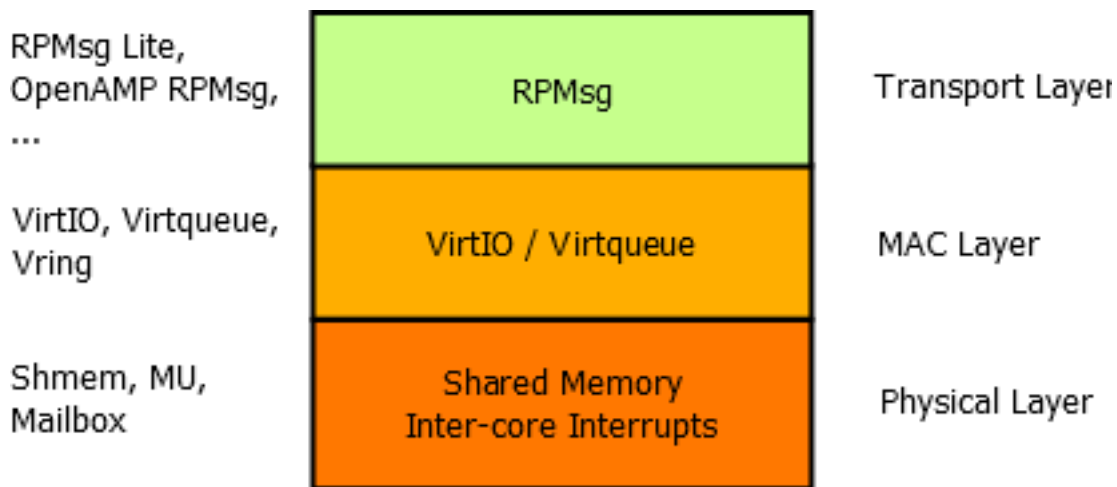 RPMsg Lite,
OpenAMP RPMsg,
...
RPMsg
Transport Layer
VirtIO, Virtqueue,
Vring
VirtIO / Virtqueue
MAC Layer
Shmem, MU,
Mailbox
Shared Memory
Inter-core Interrupts
Physical Layer